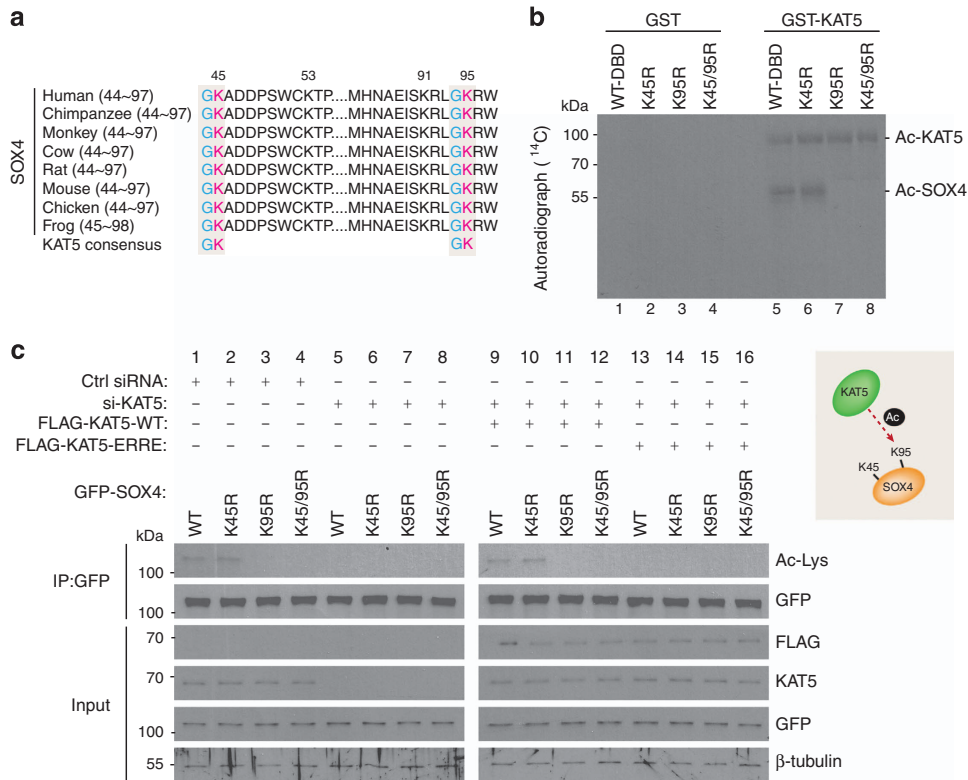 a
45 53 91 95
SOX4
Human (44~97) GKADDPSWCKTP....MHNAEISKRLGKRW
Chimpanzee (44~97) GKADDPSWCKTP....MHNAEISKRLGKRW
Monkey (44~97) GKADDPSWCKTP....MHNAEISKRLGKRW
Cow (44~97) GKADDPSWCKTP....MHNAEISKRLGKRW
Rat (44~97) GKADDPSWCKTP....MHNAEISKRLGKRW
Mouse (44~97) GKADDPSWCKTP....MHNAEISKRLGKRW
Chicken (44~97) GKADDPSWCKTP....MHNAEISKRLGKRW
Frog (45~98) GKADDPSWCKTP....MHNAEISKRLGKRW
KAT5 consensus GK GK
b
GST GST-KAT5
WT-DBD K45R K95R K45/95R WT-DBD K45R K95R K45/95R
kDa
100
70
55
Autoradiograph (14C)
Ac-KAT5
Ac-SOX4
1 2 3 4 5 6 7 8
c
1 2 3 4 5 6 7 8 9 10 11 12 13 14 15 16
Ctrl siRNA: + + + + – – – – – – – – – – – –
si-KAT5: – – – – + + + + + + + + + + + +
FLAG-KAT5-WT: – – – – – – – – + + + + – – – –
FLAG-KAT5-ERRE: – – – – – – – – – – – – + + + +
GFP-SOX4: WT K45R K95R K45/95R WT K45R K95R K45/95R WT K45R K95R K45/95R WT K45R K95R K45/95R
kDa
IP:GFP
100 Ac-Lys
100 GFP
Input
70 FLAG
70 KAT5
100 GFP
55 β-tubulin
KAT5
Ac
K95
K45
SOX4